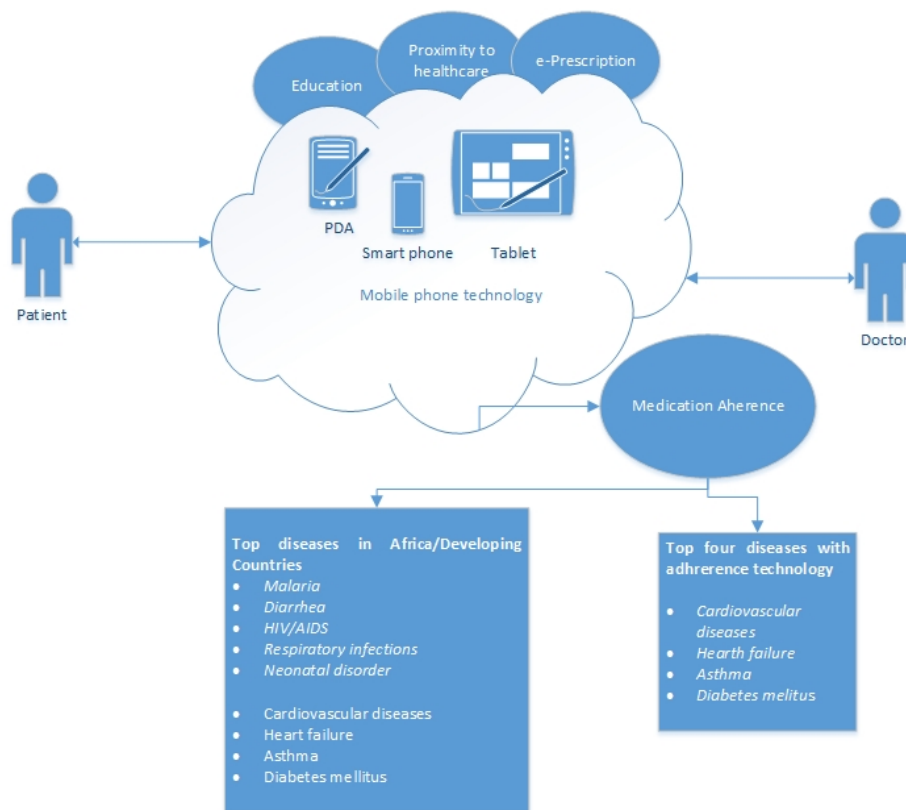 Proximity to
healthcare
e-Prescription
Education
PDA
Smart phone
Tablet
Mobile phone technology
Patient
Doctor
Medication Aherence
Top diseases in Africa/Developing
Countries
● Malaria
● Diarrhea
● HIV/AIDS
● Respiratory infections
● Neonatal disorder
● Cardiovascular diseases
● Heart failure
● Asthma
● Diabetes mellitus
Top four diseases with
adhrerence technology
● Cardiovascular
diseases
● Hearth failure
● Asthma
● Diabetes melitus